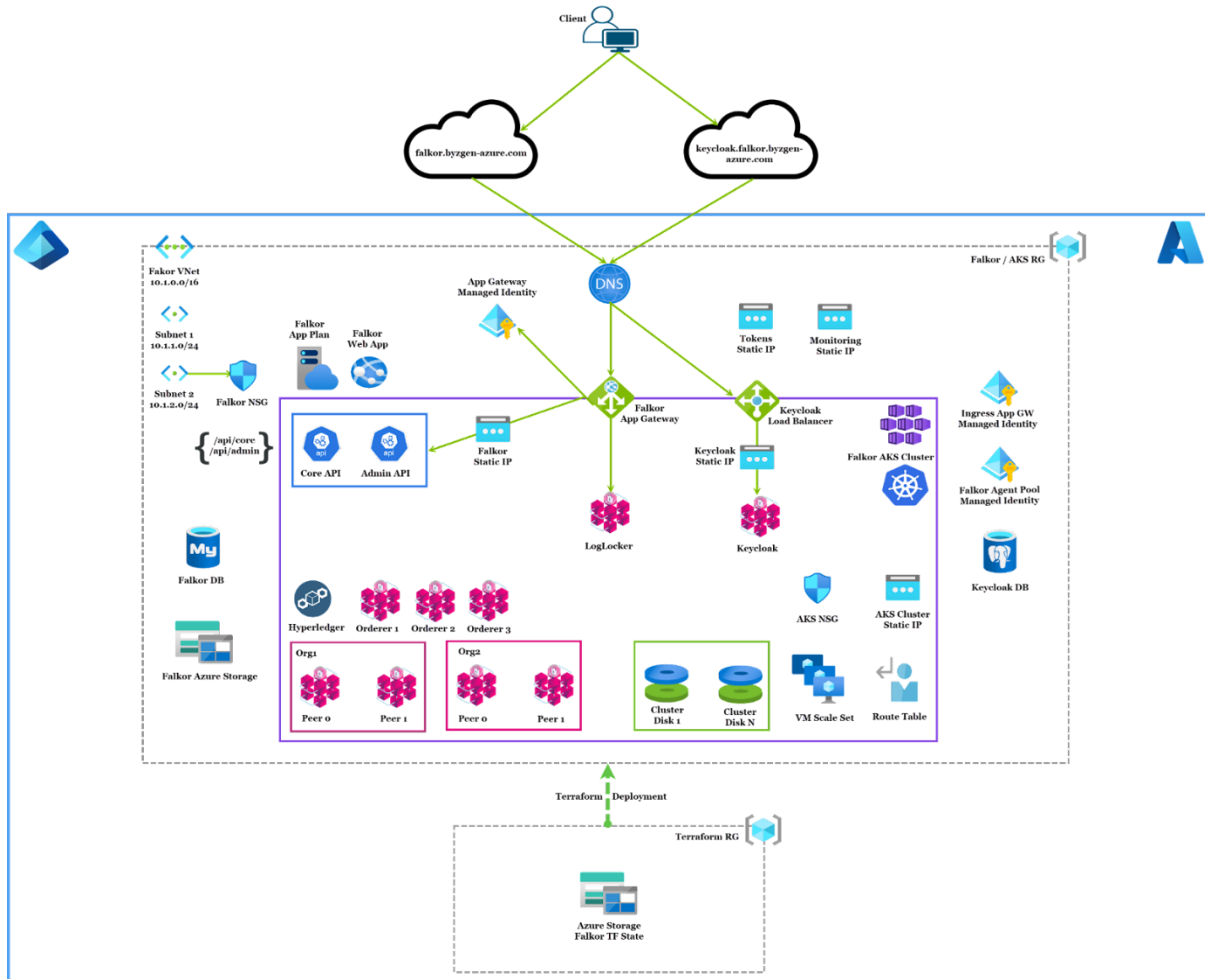 Client
falkor.byzgen-azure.com
keycloak.falkor.byzgen-
azure.com
Fakor VNet
10.1.0.0/16
Falkor / AKS RG
DNS
App Gateway
Managed Identity
Subnet 1
10.1.1.0/24
Falkor
App Plan
Falkor
Web App
Tokens
Static IP
Monitoring
Static IP
Subnet 2
10.1.2.0/24
Falkor NSG
Falkor
App Gateway
Keycloak
Load Balancer
Ingress App GW
Managed Identity
/api/core
/api/admin
api
api
Core API
Admin API
Falkor
Static IP
Keycloak
Static IP
Falkor AKS Cluster
Falkor Agent Pool
Managed Identity
LogLocker
Keycloak
My
Falkor DB
Keycloak DB
Hyperledger
Orderer 1
Orderer 2
Orderer 3
AKS NSG
AKS Cluster
Static IP
Falkor Azure Storage
Org1
Peer 0
Peer 1
Org2
Peer 0
Peer 1
Cluster
Disk 1
Cluster
Disk N
VM Scale Set
Route Table
Terraform Deployment
Terraform RG
Azure Storage
Falkor TF State